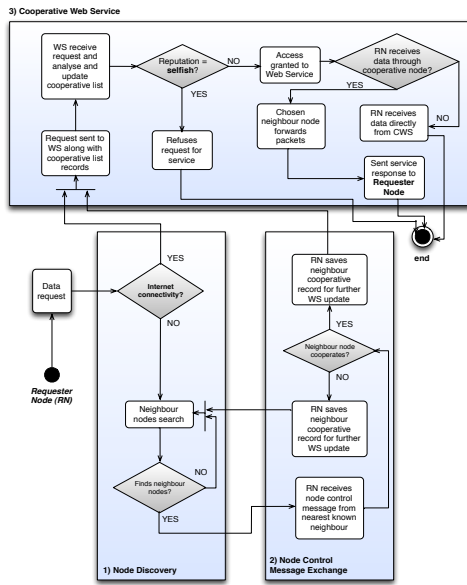 3) Cooperative Web Service
WS receive
request and
analyse and
update
cooperative list
Reputation =
selfish?
NO
YES
Access
granted to
Web Service
RN receives
data through
cooperative node?
YES
NO
Request sent to
WS along with
cooperative list
records
Refuses
request for
service
Chosen
neighbour node
forwards
packets
RN receives
data directly
from CWS
Sent service
response to
Requester
Node
end
Data
request
Requester
Node (RN)
YES
Internet
connectivity?
NO
Neighbour
nodes search
NO
Finds neighbour
nodes?
YES
1) Node Discovery
RN saves
neighbour
cooperative
record for further
WS update
YES
Neighbour node
cooperates?
NO
RN saves
neighbour
cooperative
record for further
WS update
RN receives
node control
message from
nearest known
neighbour
2) Node Control
Message Exchange